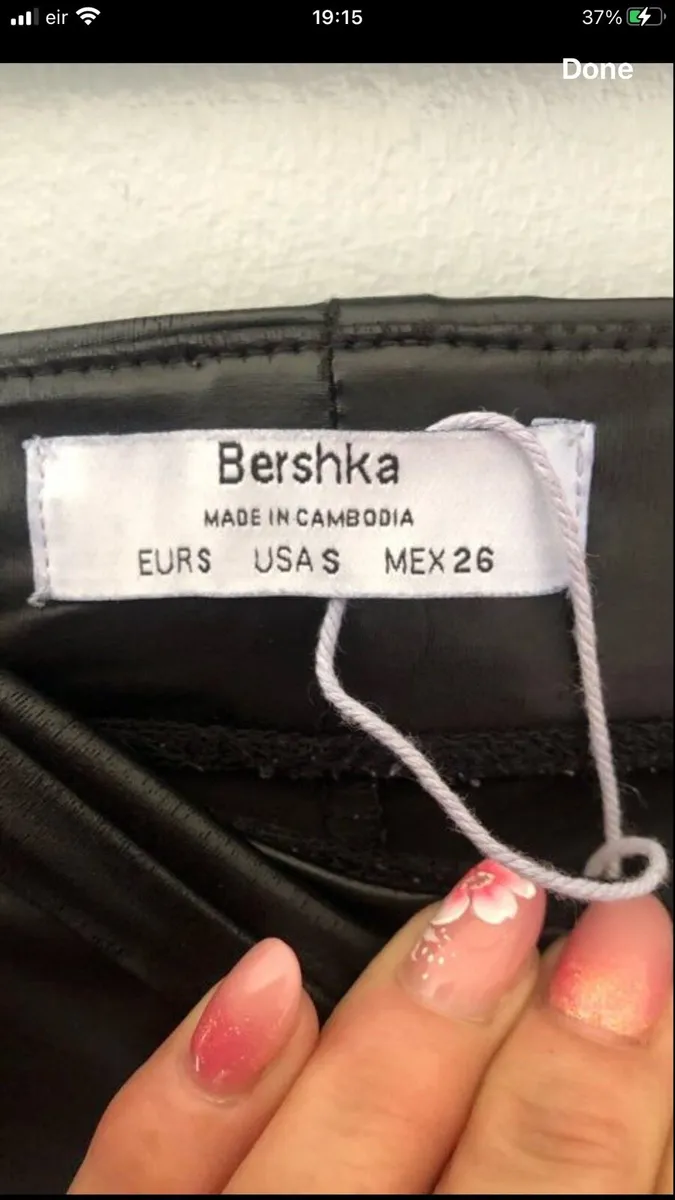 eir 19:15 37%
Done
Bershka
MADE IN CAMBODIA
EUR S USA S MEX 26